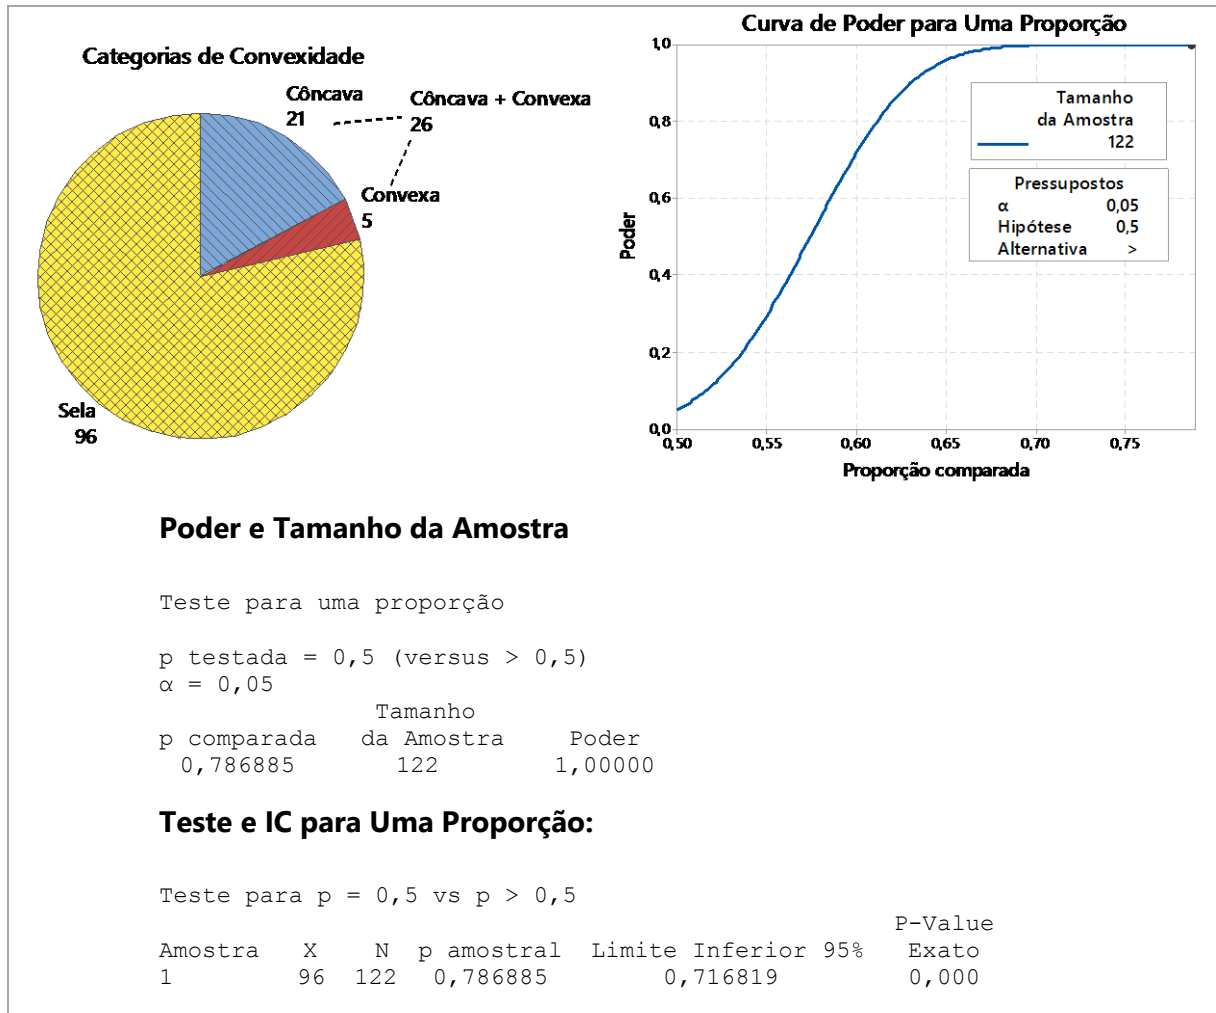 Categorias de Convexidade
Côncava
21
Côncava + Convexa
26
Convexa
5
Sela
96
Curva de Poder para Uma Proporção
1,0
0,8
0,6
0,4
0,2
0,0
Poder
0,50 0,55 0,60 0,65 0,70 0,75
Proporção comparada
Tamanho
da Amostra
122
Pressupostos
α 0,05
Hipótese 0,5
Alternativa >
Poder e Tamanho da Amostra
Teste para uma proporção
p testada = 0,5 (versus > 0,5)
α = 0,05
Tamanho
p comparada da Amostra Poder
0,786885 122 1,00000
Teste e IC para Uma Proporção:
Teste para p = 0,5 vs p > 0,5
P-Value
Amostra X N p amostral Limite Inferior 95% Exato
1 96 122 0,786885 0,716819 0,000